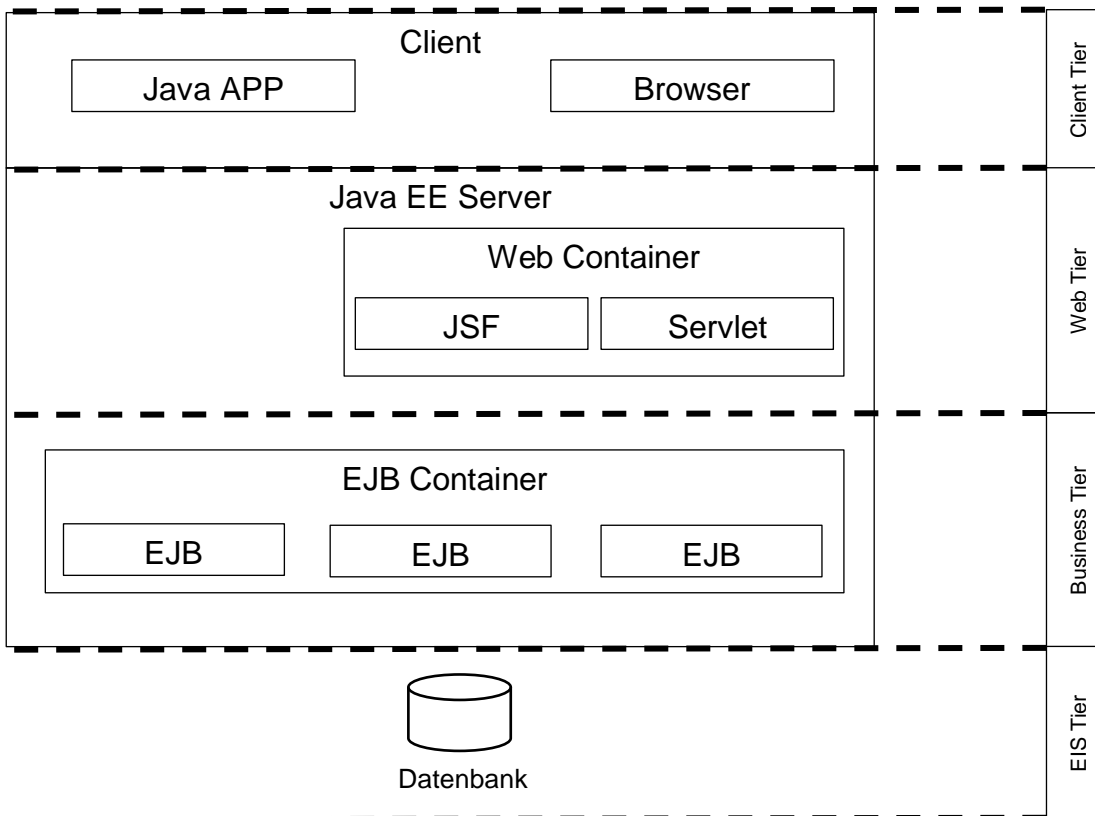 Client
Java APP
Browser
Client Tier
Java EE Server
Web Container
JSF
Servlet
Web Tier
EJB Container
EJB
EJB
EJB
Business Tier
Datenbank
EIS Tier